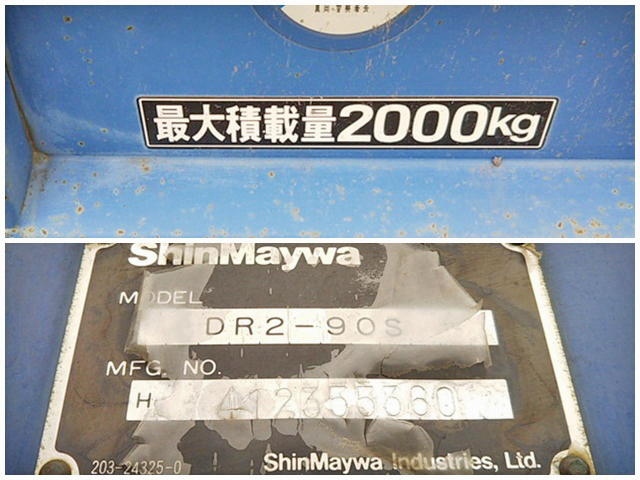 最大積載量2000kg
ShinMaywa
MODEL
DR2-90S
MFG. NO.
203-24325-0
ShinMaywa Industries, Ltd.